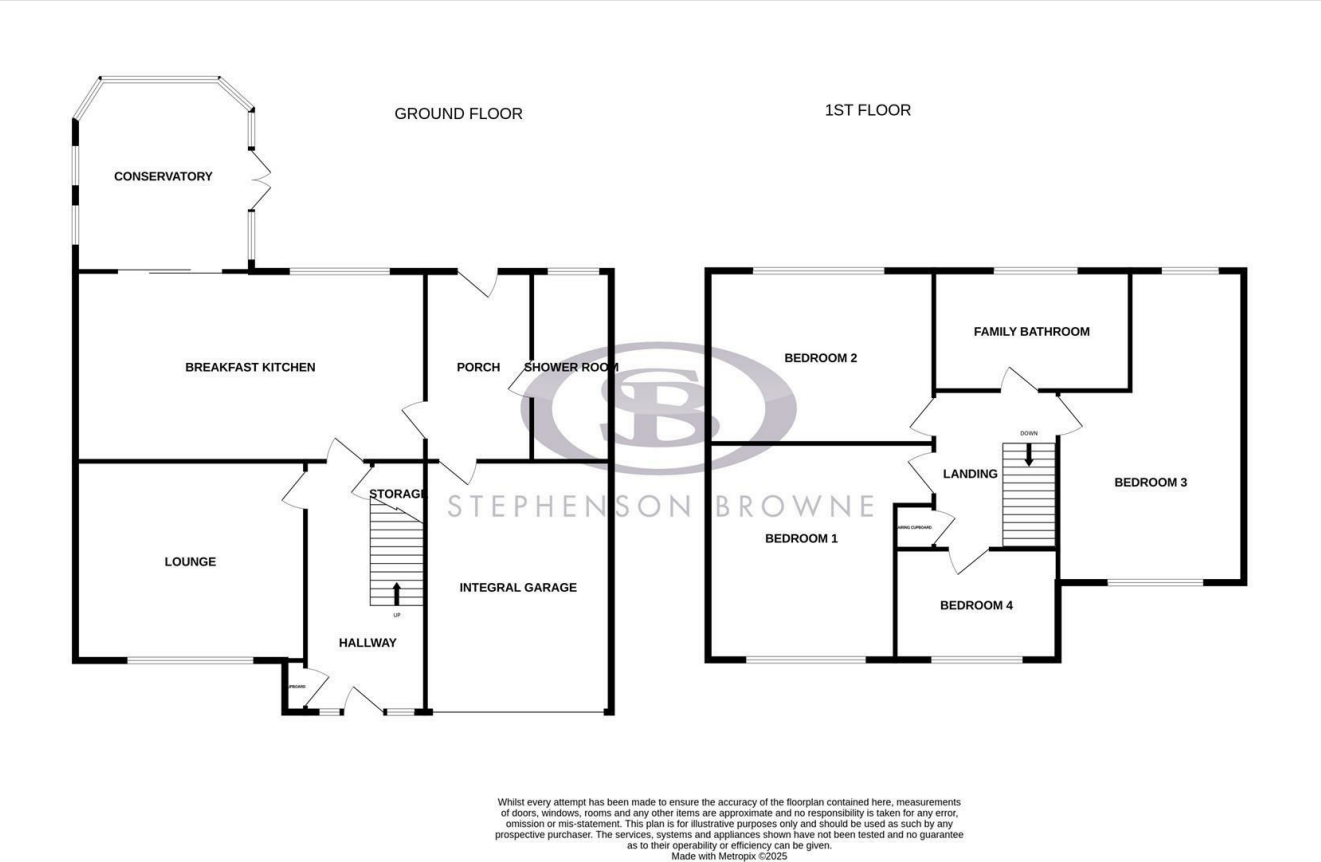 GROUND FLOOR
1ST FLOOR
CONSERVATORY
BREAKFAST KITCHEN
PORCH
SHOWER ROOM
STORAGE
LOUNGE
INTEGRAL GARAGE
UP
HALLWAY
BEDROOM 2
FAMILY BATHROOM
DOWN
LANDING
BEDROOM 3
AIRING CUPBOARD
BEDROOM 1
BEDROOM 4
SB
STEPHENSON BROWNE
Whilst every attempt has been made to ensure the accuracy of the floorplan contained here, measurements
of doors, windows, rooms and any other items are approximate and no responsibility is taken for any error,
omission or mis-statement. This plan is for illustrative purposes only and should be used as such by any
prospective purchaser. The services, systems and appliances shown have not been tested and no guarantee
as to their operability or efficiency can be given.
Made with Metropix ©2025